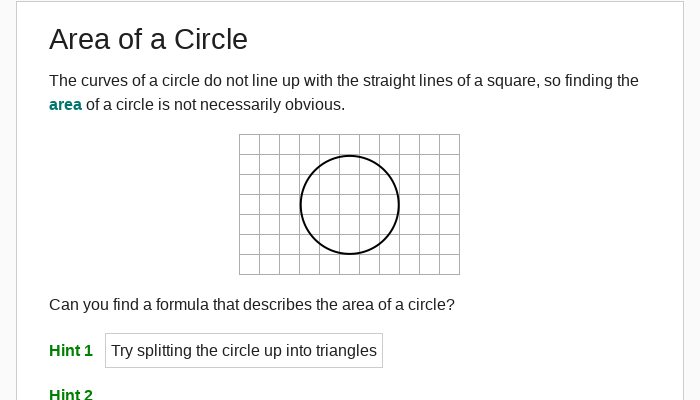 Area of a Circle
The curves of a circle do not line up with the straight lines of a square, so finding the
area of a circle is not necessarily obvious.
Can you find a formula that describes the area of a circle?
Hint 1 Try splitting the circle up into triangles
Hint 2